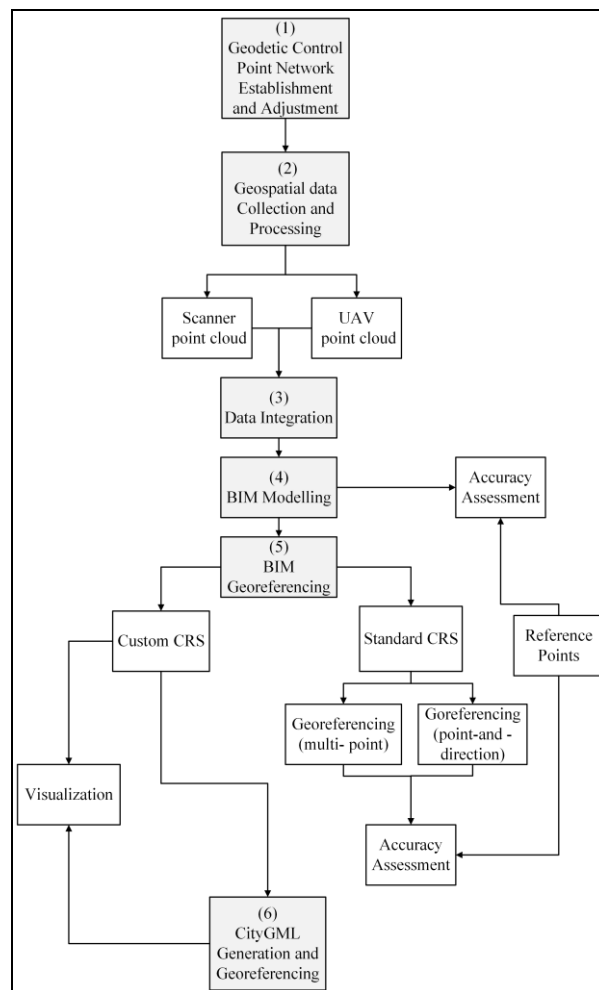 (1)
Geodetic Control
Point Network
Establishment
and Adjustment
(2)
Geospatial data
Collection and
Processing
Scanner
point cloud
UAV
point cloud
(3)
Data Integration
(4)
BIM Modelling
Accuracy
Assessment
(5)
BIM
Georeferencing
Custom CRS
Standard CRS
Reference
Points
Georeferencing
(multi- point)
Goreferencing
(point-and -
direction)
Visualization
Accuracy
Assessment
(6)
CityGML
Generation and
Georeferencing